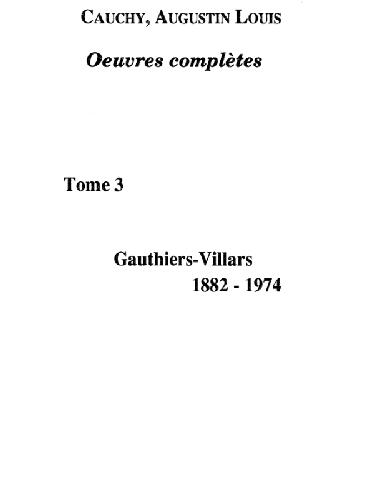 CAUCHY, AUGUSTIN LOUIS
Oeuvres complètes
Tome 3
Gauthiers-Villars
1882 - 1974